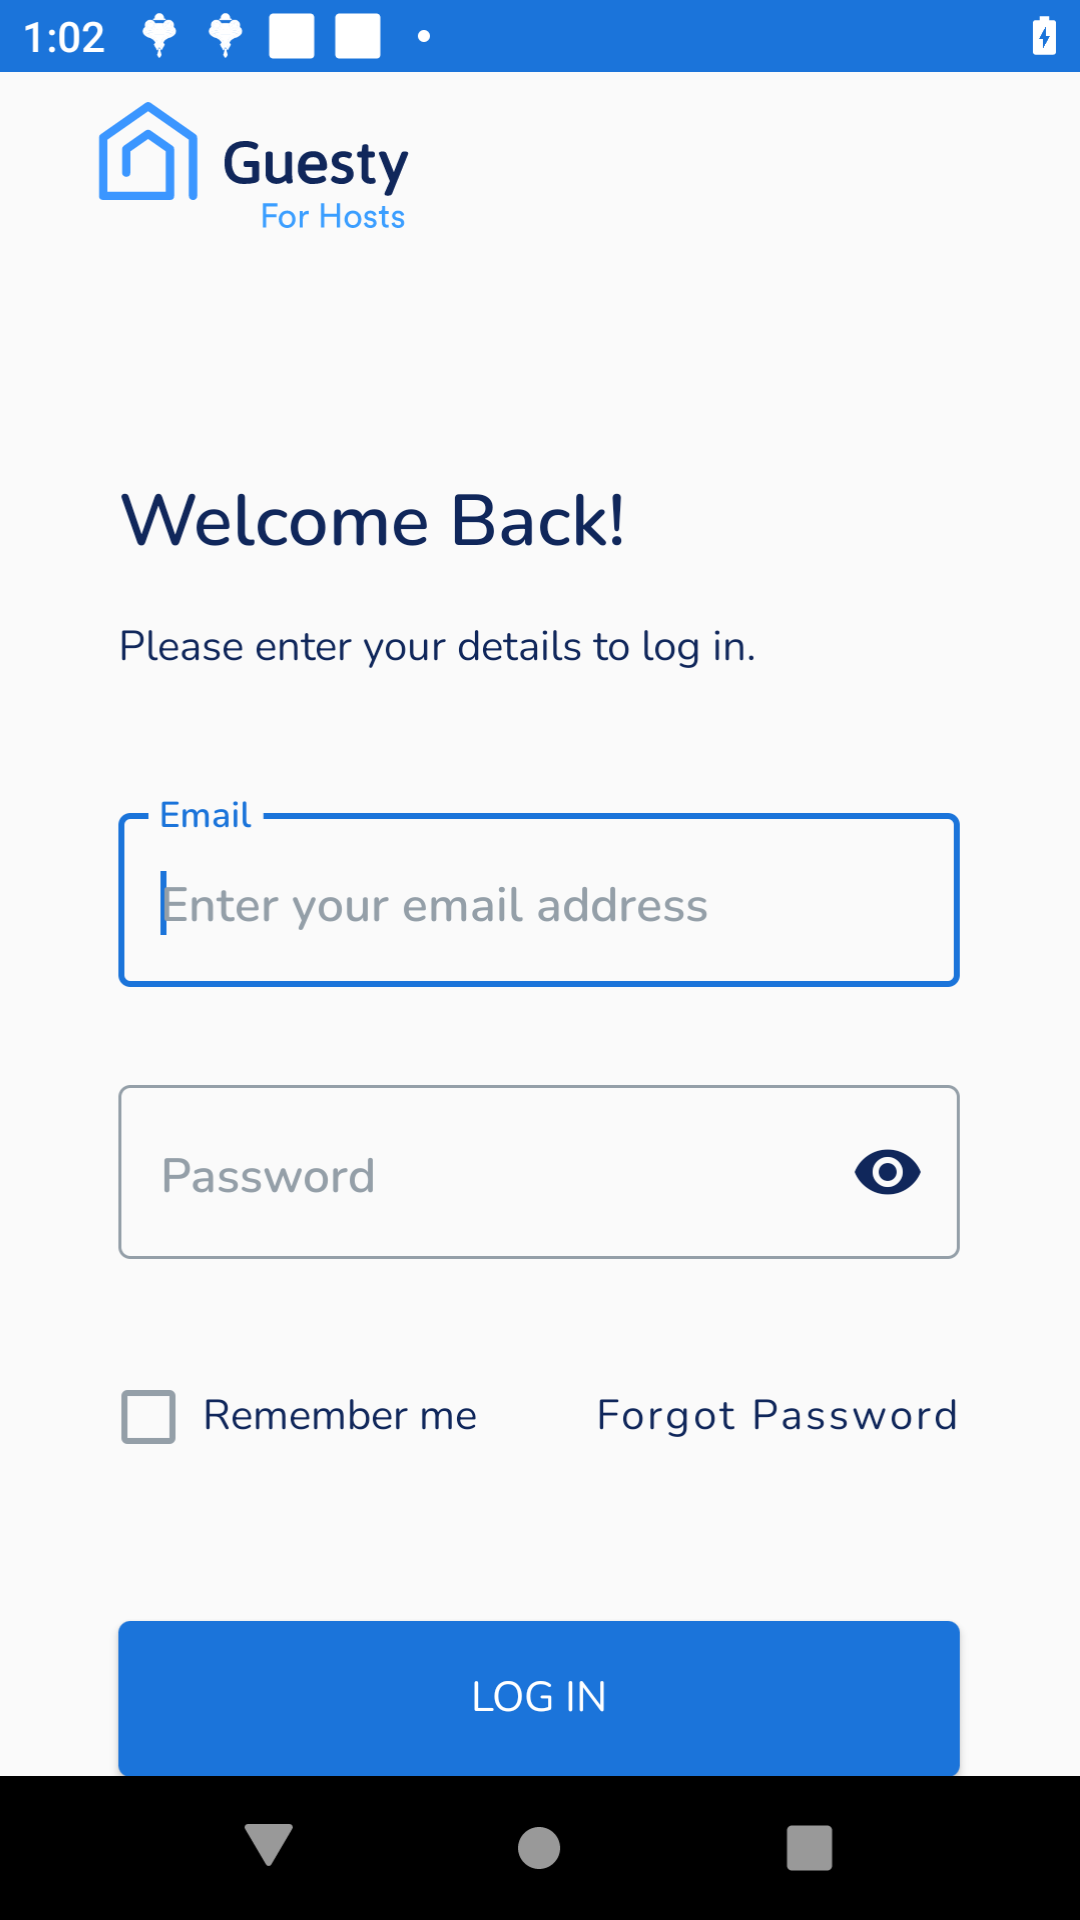 1:02
Guesty
For Hosts
Welcome Back!
Please enter your details to log in.
Email
Enter your email address
Password
Remember me
Forgot Password
LOG IN